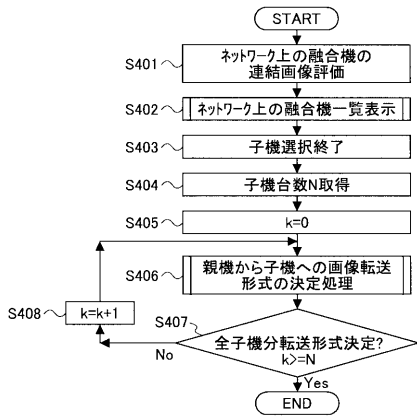 START
S401
ネットワーク上の融合機の
連結画像評価
S402
ネットワーク上の融合機一覧表示
S403
子機選択終了
S404
子機台数N取得
S405
k=0
S406
親機から子機への画像転送
形式の決定処理
S408
k=k+1
S407
全子機分転送形式決定?
k>=N
No
Yes
END